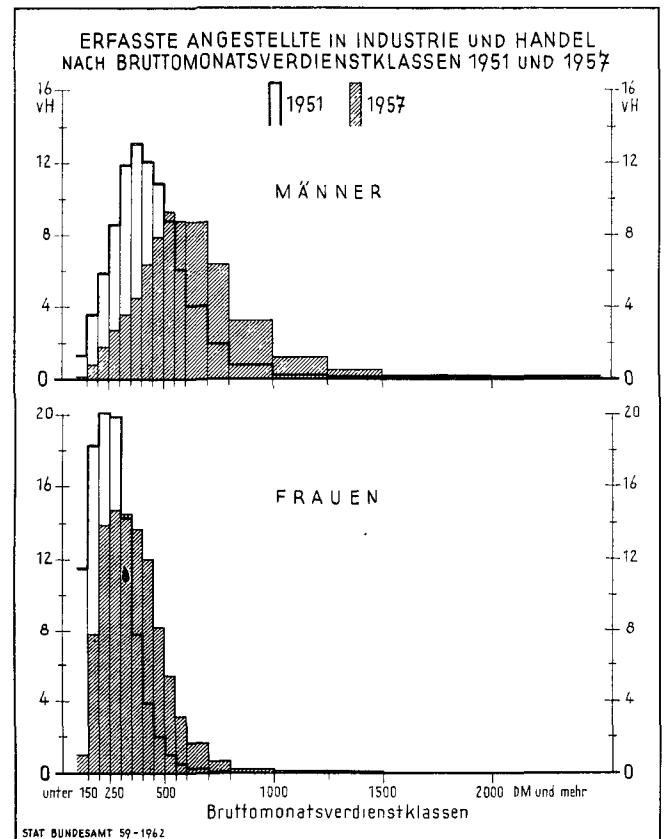 ERFASSTE ANGESTELLTE IN INDUSTRIE UND HANDEL
NACH BRUTTOMONATSVERDIENSTKLASSEN 1951 UND 1957
16 16
vH vH
1951 1957
12 12
MÄNNER
8 8
4 4
0 0
1000 2000
20 20
16 16
FRAUEN
12 12
8 8
4 4
0 0
unter 150 250 500 1000 2000 DM und mehr
Bruttomonatsverdienstklassen
STAT BUNDESAMT 59-1962